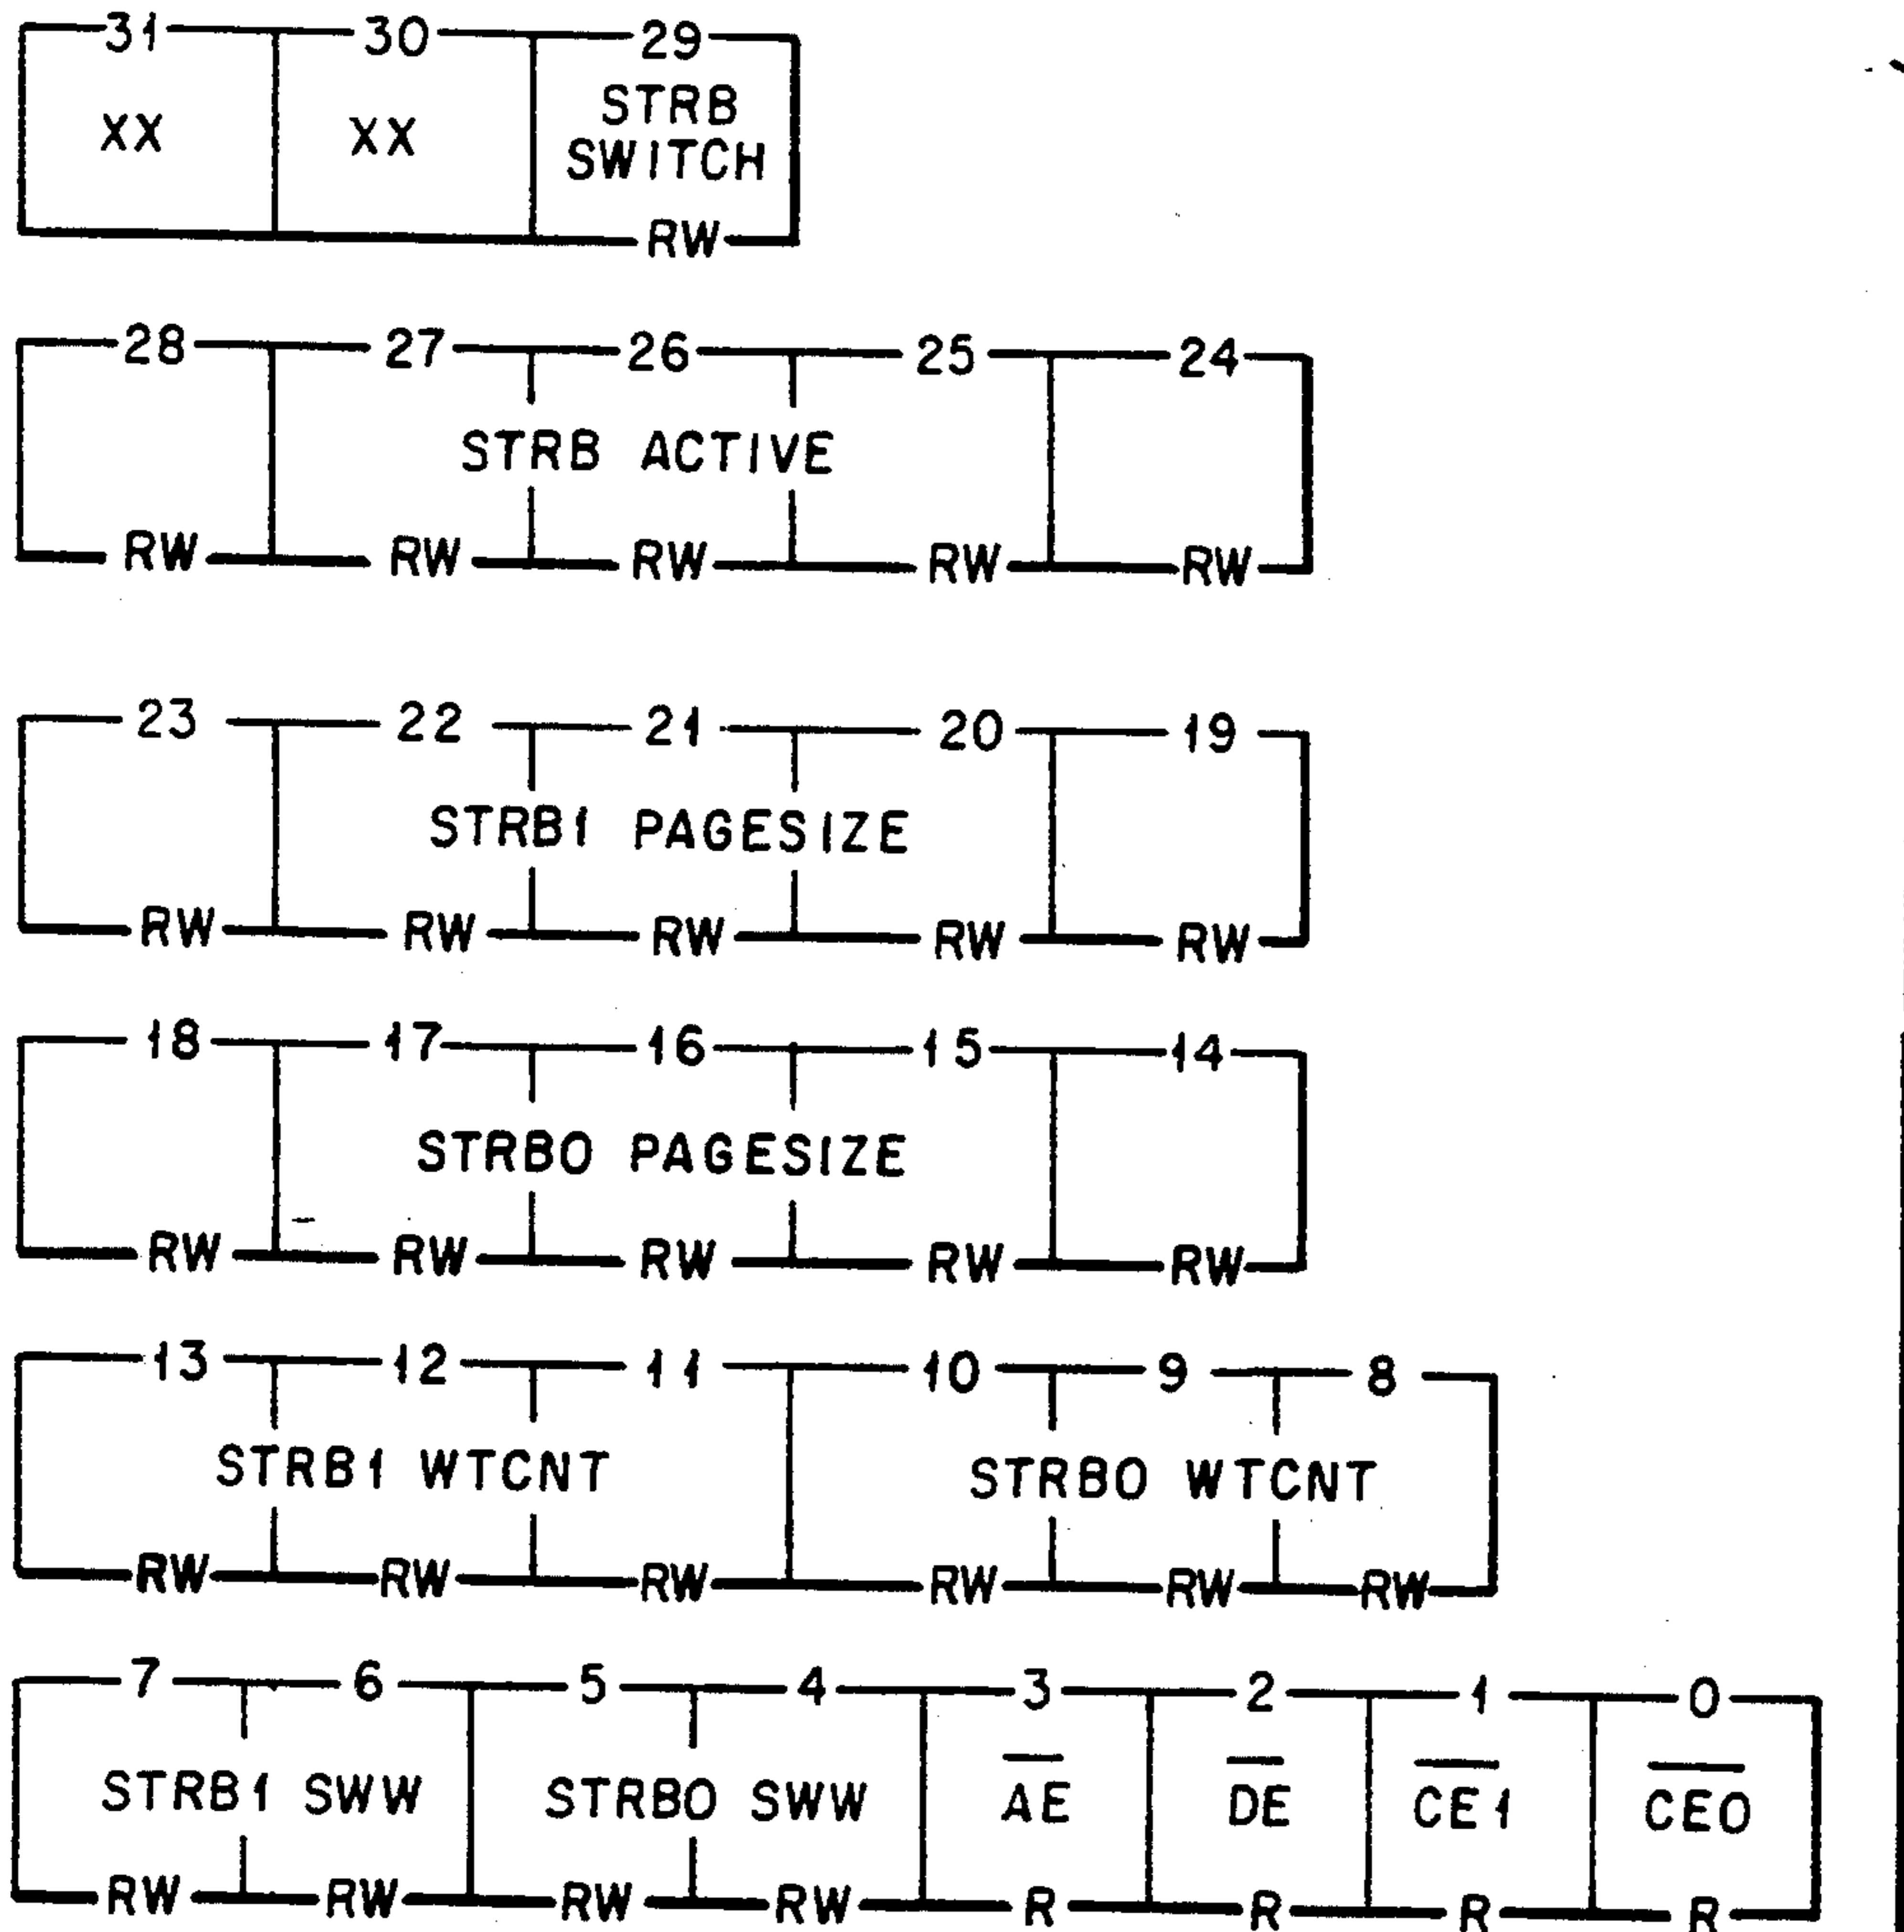 31 30 29
XX XX STRB
SWITCH
RW
28 27 26 25 24
STRB ACTIVE
RW RW RW RW RW
23 22 21 20 19
STRB1 PAGESIZE
RW RW RW RW RW
18 17 16 15 14
STRB0 PAGESIZE
RW RW RW RW RW
13 12 11 10 9 8
STRB1 WTCNT STRB0 WTCNT
RW RW RW RW RW RW
7 6 5 4 3 2 1 0
STRB1 SWW STRB0 SWW A̅E̅ D̅E̅ C̅E̅1̅ C̅E̅0̅
RW RW RW RW R R R R